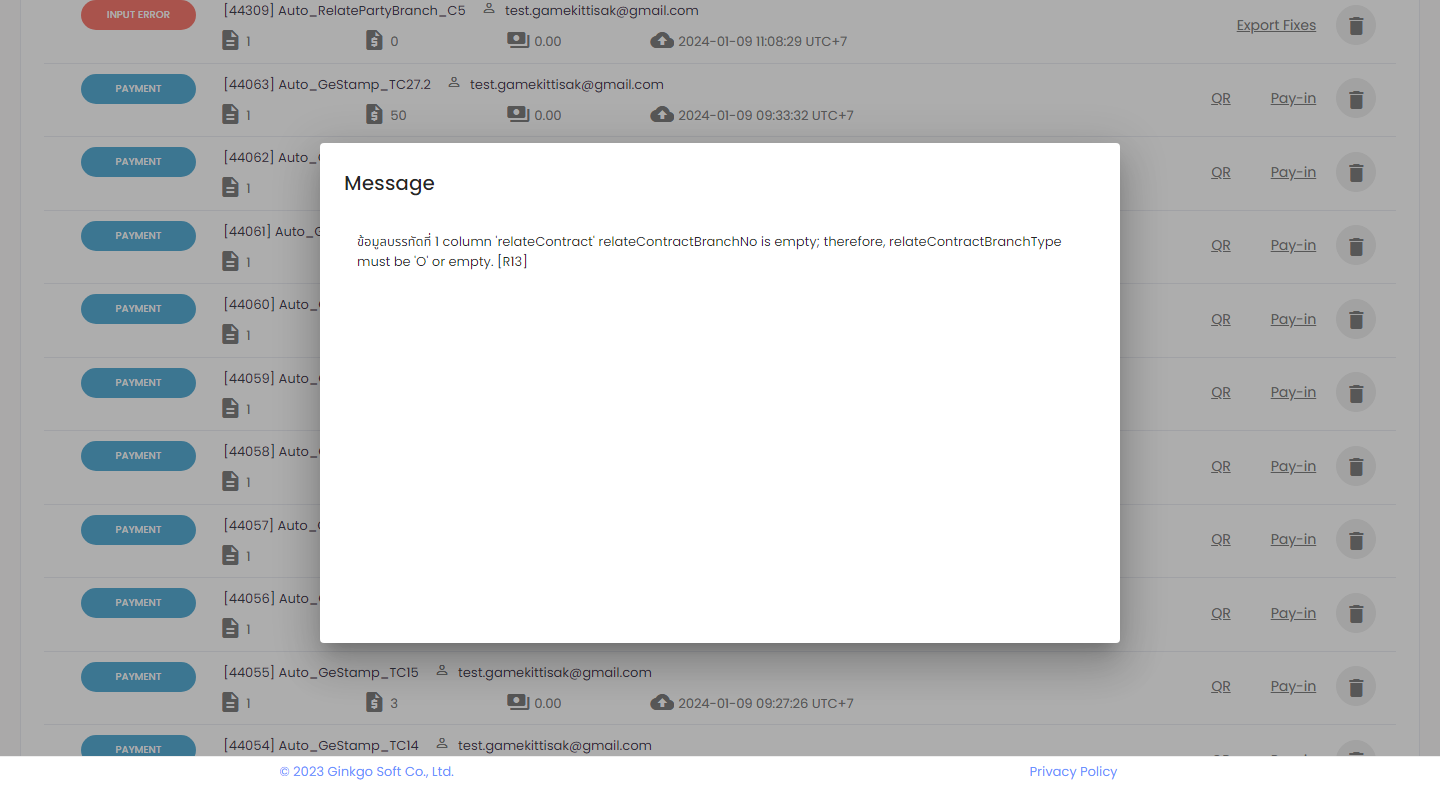 INPUT ERROR
[44309] Auto_RelatePartyBranch_C5 test.gamekittisak@gmail.com
1 0 0.00 2024-01-09 11:08:29 UTC+7
Export Fixes
PAYMENT
[44063] Auto_GeStamp_TC27.2 test.gamekittisak@gmail.com
1 50 0.00 2024-01-09 09:33:32 UTC+7
QR Pay-in
PAYMENT
[44062] Auto_
1
QR Pay-in
Message
ข้อมูลบรรทัดที่ 1 column 'relateContract' relateContractBranchNo is empty; therefore, relateContractBranchType
must be 'O' or empty. [R13]
PAYMENT
[44061] Auto_
1
QR Pay-in
PAYMENT
[44060] Auto_
1
QR Pay-in
PAYMENT
[44059] Auto_
1
QR Pay-in
PAYMENT
[44058] Auto_
1
QR Pay-in
PAYMENT
[44057] Auto_
1
QR Pay-in
PAYMENT
[44056] Auto_
1
QR Pay-in
PAYMENT
[44055] Auto_GeStamp_TC15 test.gamekittisak@gmail.com
1 3 0.00 2024-01-09 09:27:26 UTC+7
QR Pay-in
PAYMENT
[44054] Auto_GeStamp_TC14 test.gamekittisak@gmail.com
© 2023 Ginkgo Soft Co., Ltd.
Privacy Policy